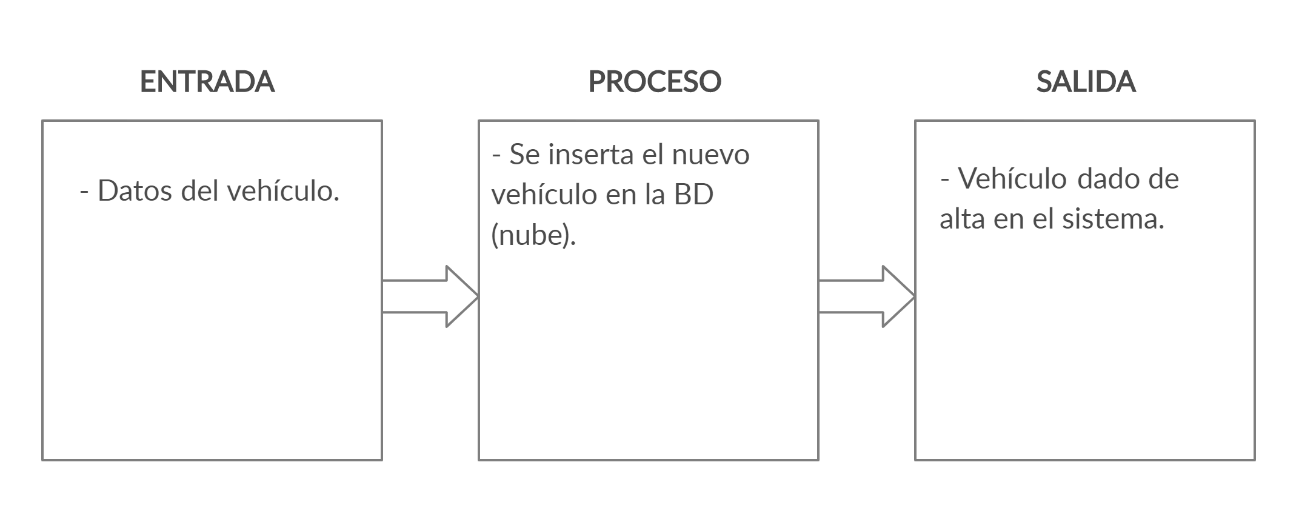 ENTRADA
PROCESO
SALIDA
- Datos del vehículo.
- Se inserta el nuevo
vehículo en la BD
(nube).
- Vehículo dado de
alta en el sistema.